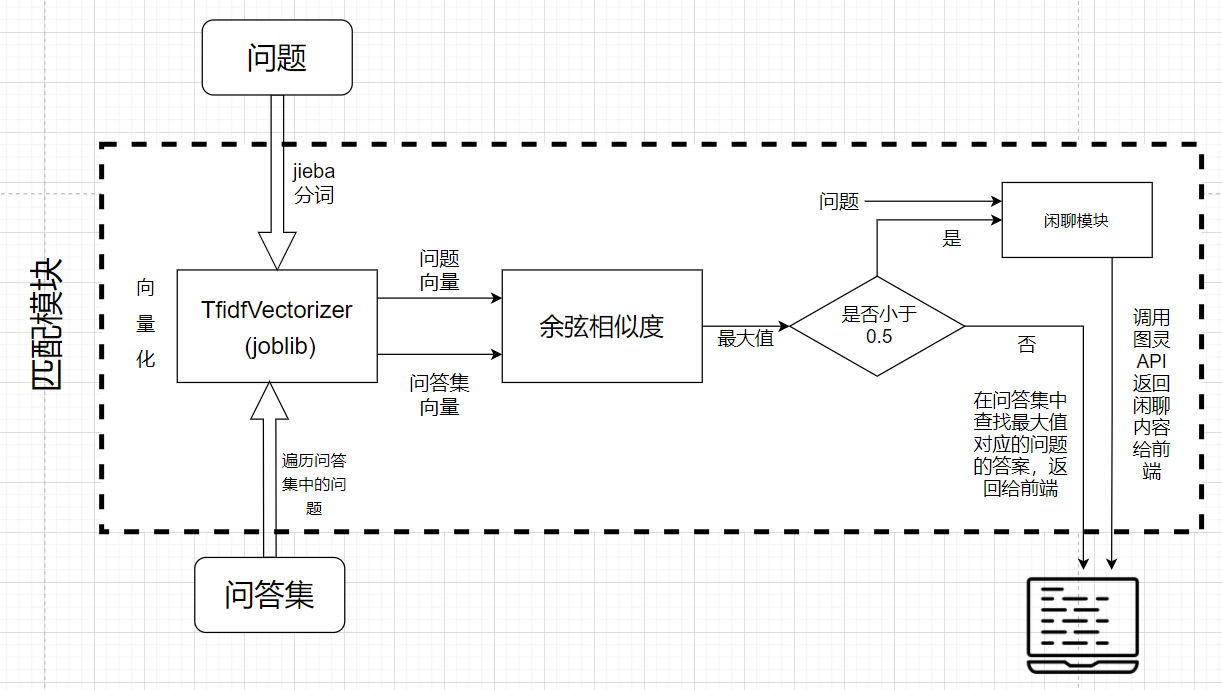 问题
jieba
分词
匹配模块
向
量
化
TfidfVectorizer
(joblib)
问题
向量
问答集
向量
余弦相似度
最大值
是否小于
0.5
问题
是
闲聊模块
否
在问答集中
查找最大值
对应的问题
的答案，返
回给前端
调用
图灵
API
返回
闲聊
内容
给前
端
遍历问答
集中的问
题
问答集